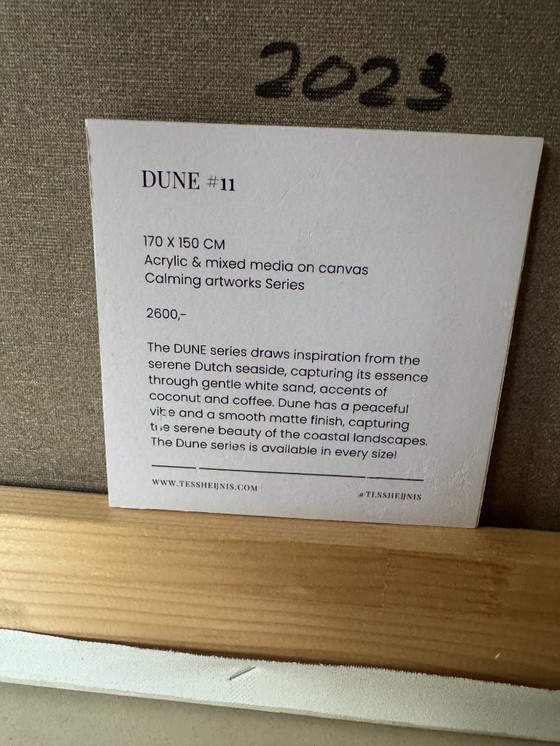 2023
DUNE #11
170 X 150 CM
Acrylic & mixed media on canvas
Calming artworks Series
2600,-
The DUNE series draws inspiration from the
serene Dutch seaside, capturing its essence
through gentle white sand, accents of
coconut and coffee. Dune has a peaceful
vibe and a smooth matte finish, capturing
the serene beauty of the coastal landscapes.
The Dune series is available in every size!
WWW.TESSHEIJNIS.COM
@TESSHEIJNIS